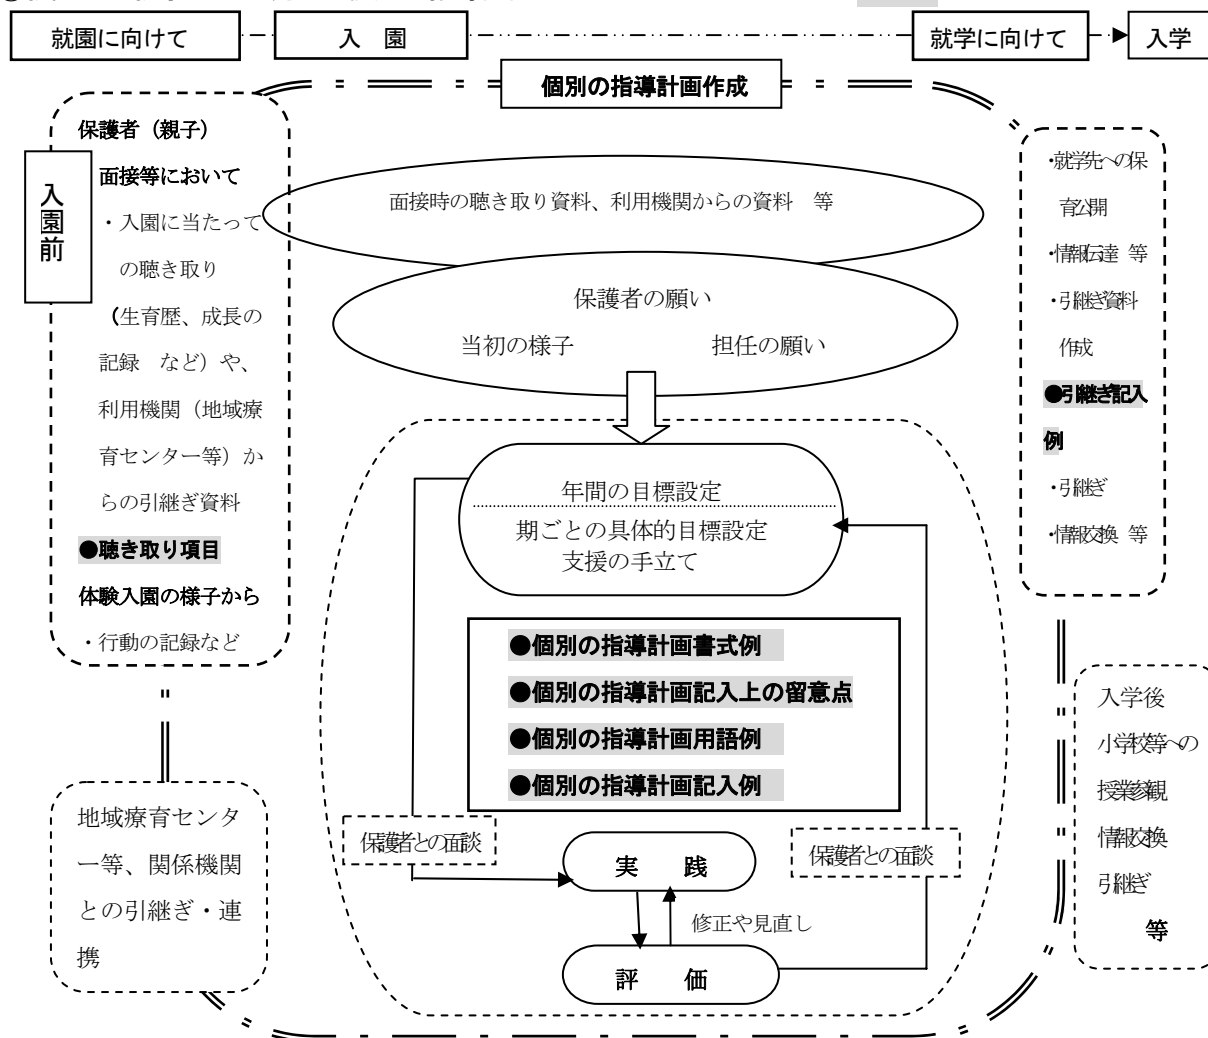 就園に向けて
入 園
就学に向けて
入学
個別の指導計画作成
保護者（親子）
面接等において
・入園に当たって
の聴き取り
（生育歴、成長の
記録 など）や、
利用機関（地域療
育センター等）か
らの引継ぎ資料
●聴き取り項目
体験入園の様子から
・行動の記録など
入園前
面接時の聴き取り資料、利用機関からの資料 等
保護者の願い
当初の様子 担任の願い
年間の目標設定
期ごとの具体的目標設定
支援の手立て
●個別の指導計画書式例
●個別の指導計画記入上の留意点
●個別の指導計画用語例
●個別の指導計画記入例
保護者との面談
実 践
保護者との面談
修正や見直し
評 価
・就学先への保
育公開
・情報伝達 等
・引継ぎ資料
作成
●引継ぎ記入
例
・引継ぎ
・情報交換 等
入学後
小学校等への
授業参観
情報交換
引継ぎ
等
地域療育センタ
ー等、関係機関
との引継ぎ・連
携